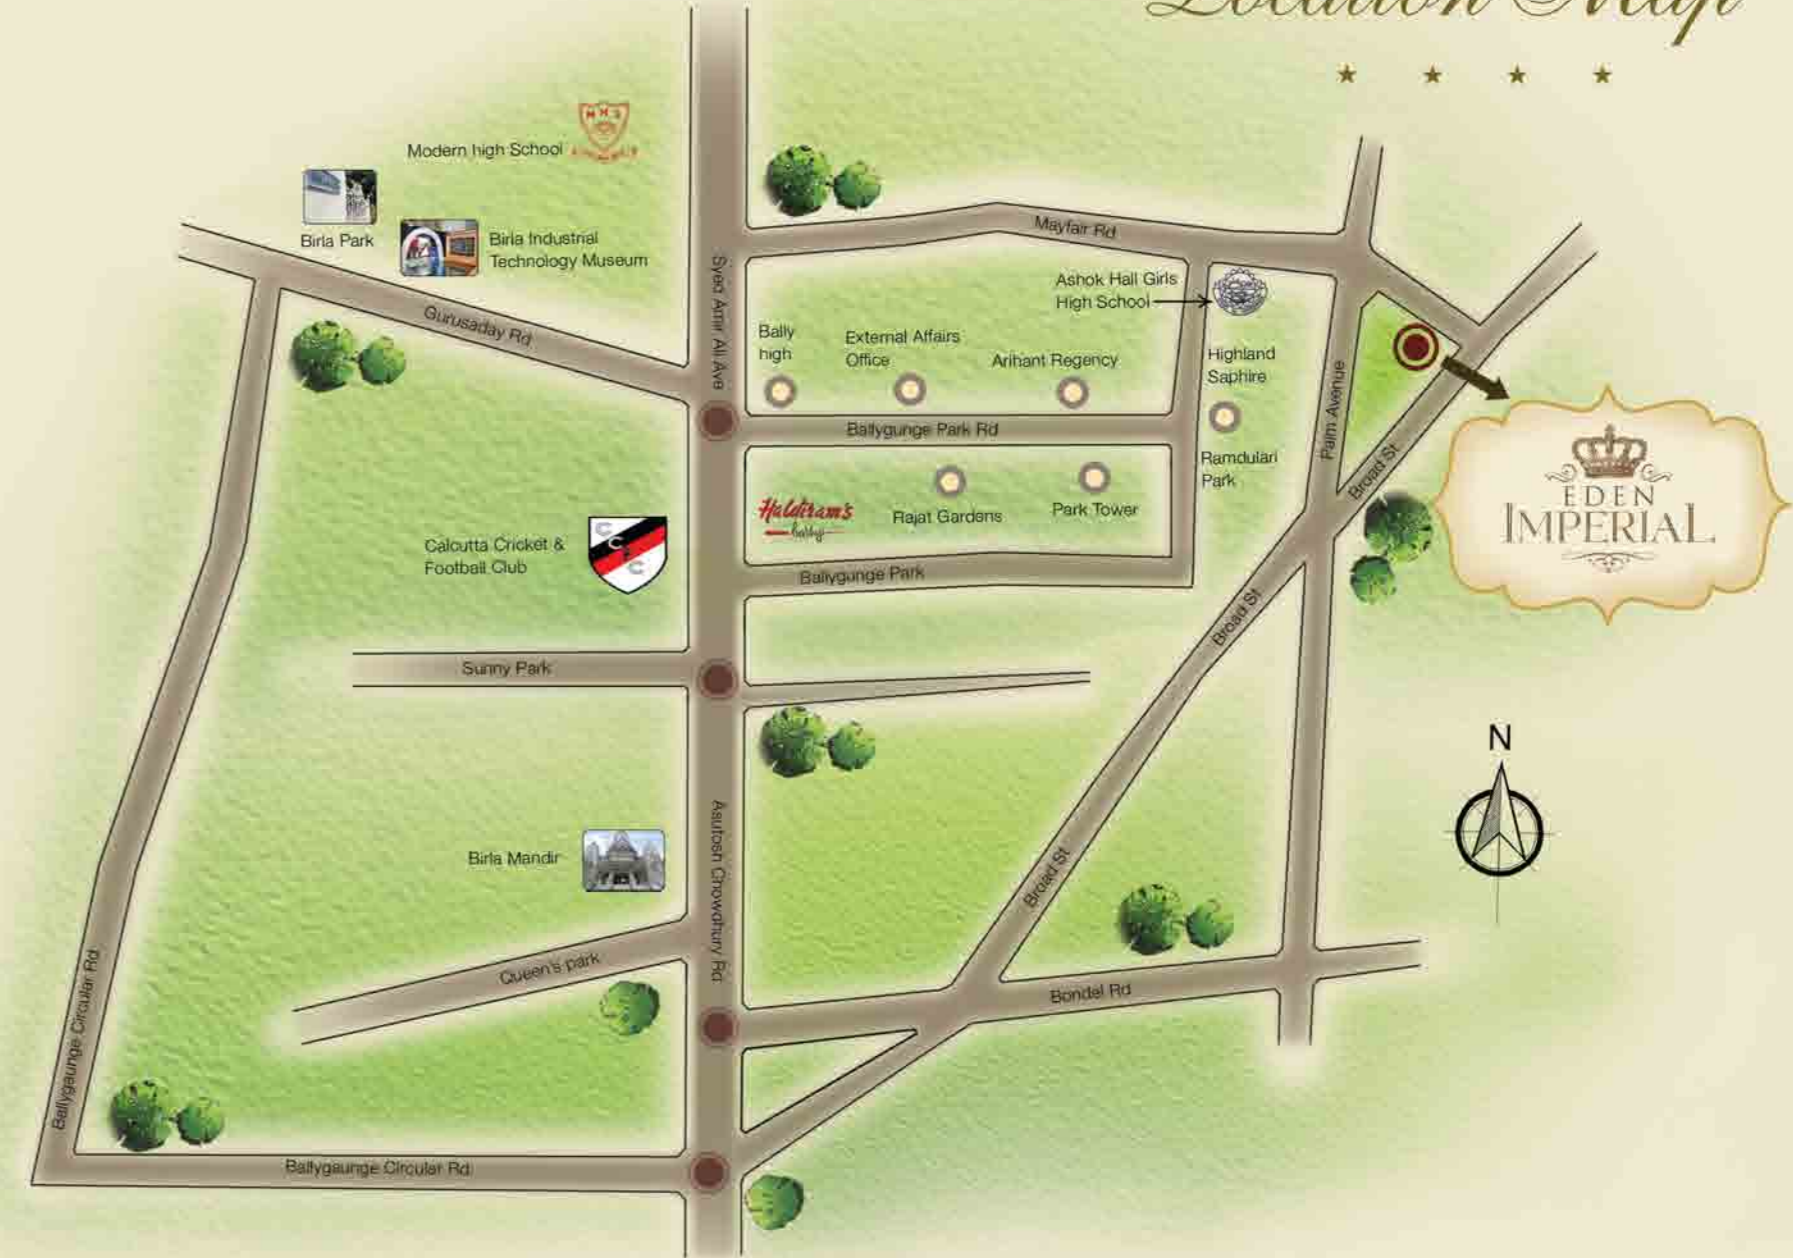 Location Map
Modern high School
MHS
Birla Park
Birla Industrial
Technology Museum
Mayfair Rd
Syed Amir Ali Ave
Gurusaday Rd
Ashok Hall Girls
High School
Bally
high
External Affairs
Office
Arihant Regency
Highland
Saphire
Palm Avenue
Ballygunge Park Rd
Ramdulari
Park
Broad St
EDEN
IMPERIAL
Haldiram's
Rajat Gardens
Park Tower
Calcutta Cricket &
Football Club
C
C
F
C
Ballygunge Park
Broad St
Sunny Park
N
Asutosh Chowdhury Rd
Birla Mandir
Broad St
Queen's park
Bondel Rd
Ballygaunge Circular Rd
Ballygaunge Circular Rd